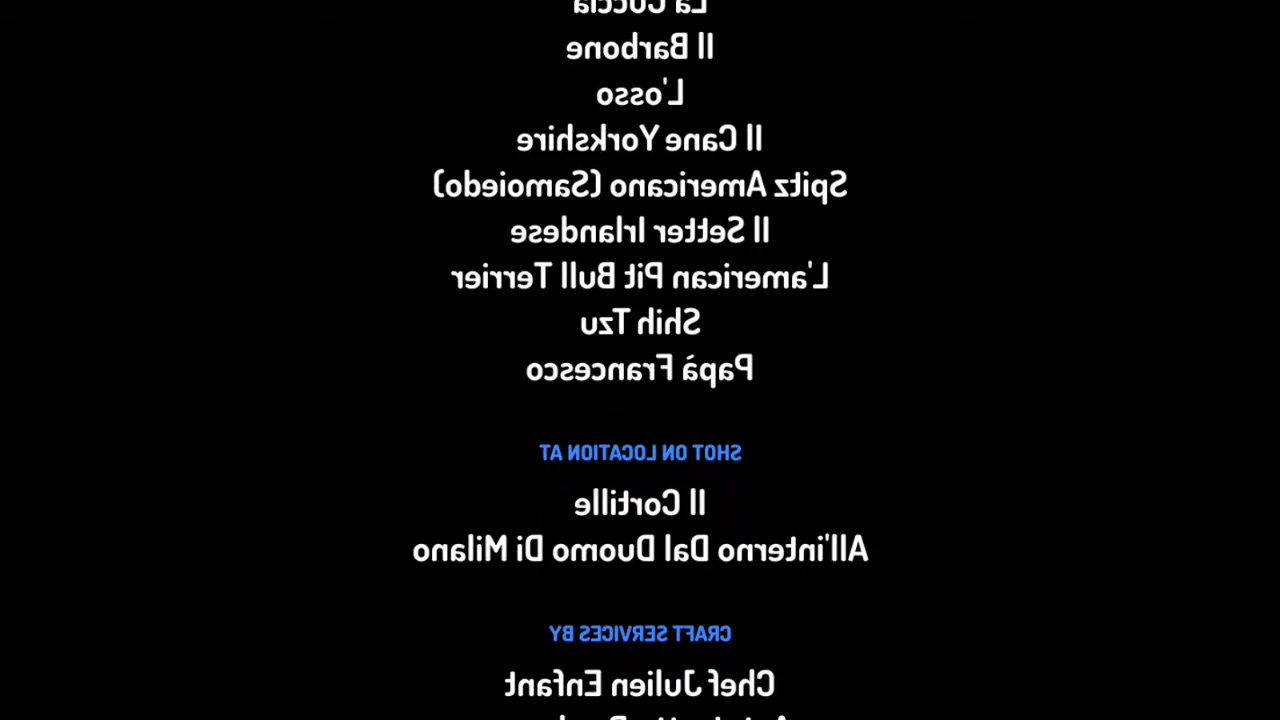 La Cuccia
Il Barbone
L'osso
Il Cane Yorkshire
Spitz Americano (Samoiedo)
Il Setter Irlandese
L'american Pit Bull Terrier
Shih Tzu
Papà Francesco
SHOT ON LOCATION AT
Il Cortille
All'interno Dal Duomo Di Milano
CRAFT SERVICES BY
Chef Julien Enfant